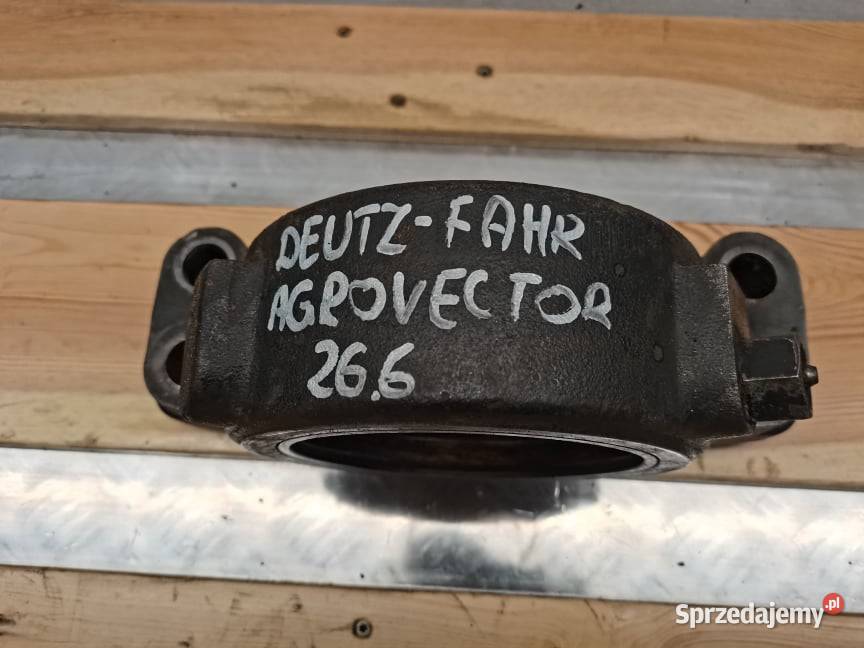 DEUTZ-FAHR
AGROVECTOR
26.6
Sprzedajemy.pl